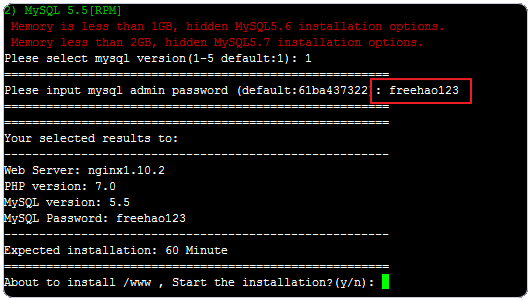 2) MySQL 5.5[RPM]
Memory is less than 1GB, hidden MySQL5.6 installation options.
Memory less than 2GB, hidden MySQL5.7 installation options.
Plese select mysql version(1-5 default:1): 1
==================================================
Plese input mysql admin password (default:61ba437322 : freehao123
==================================================
==================================================
Your selected results to:
--------------------------------------------------
Web Server: nginx1.10.2
PHP version: 7.0
MySQL version: 5.5
MySQL Password: freehao123
--------------------------------------------------
Expected installation: 60 Minute
==================================================
About to install /www , Start the installation?(y/n):